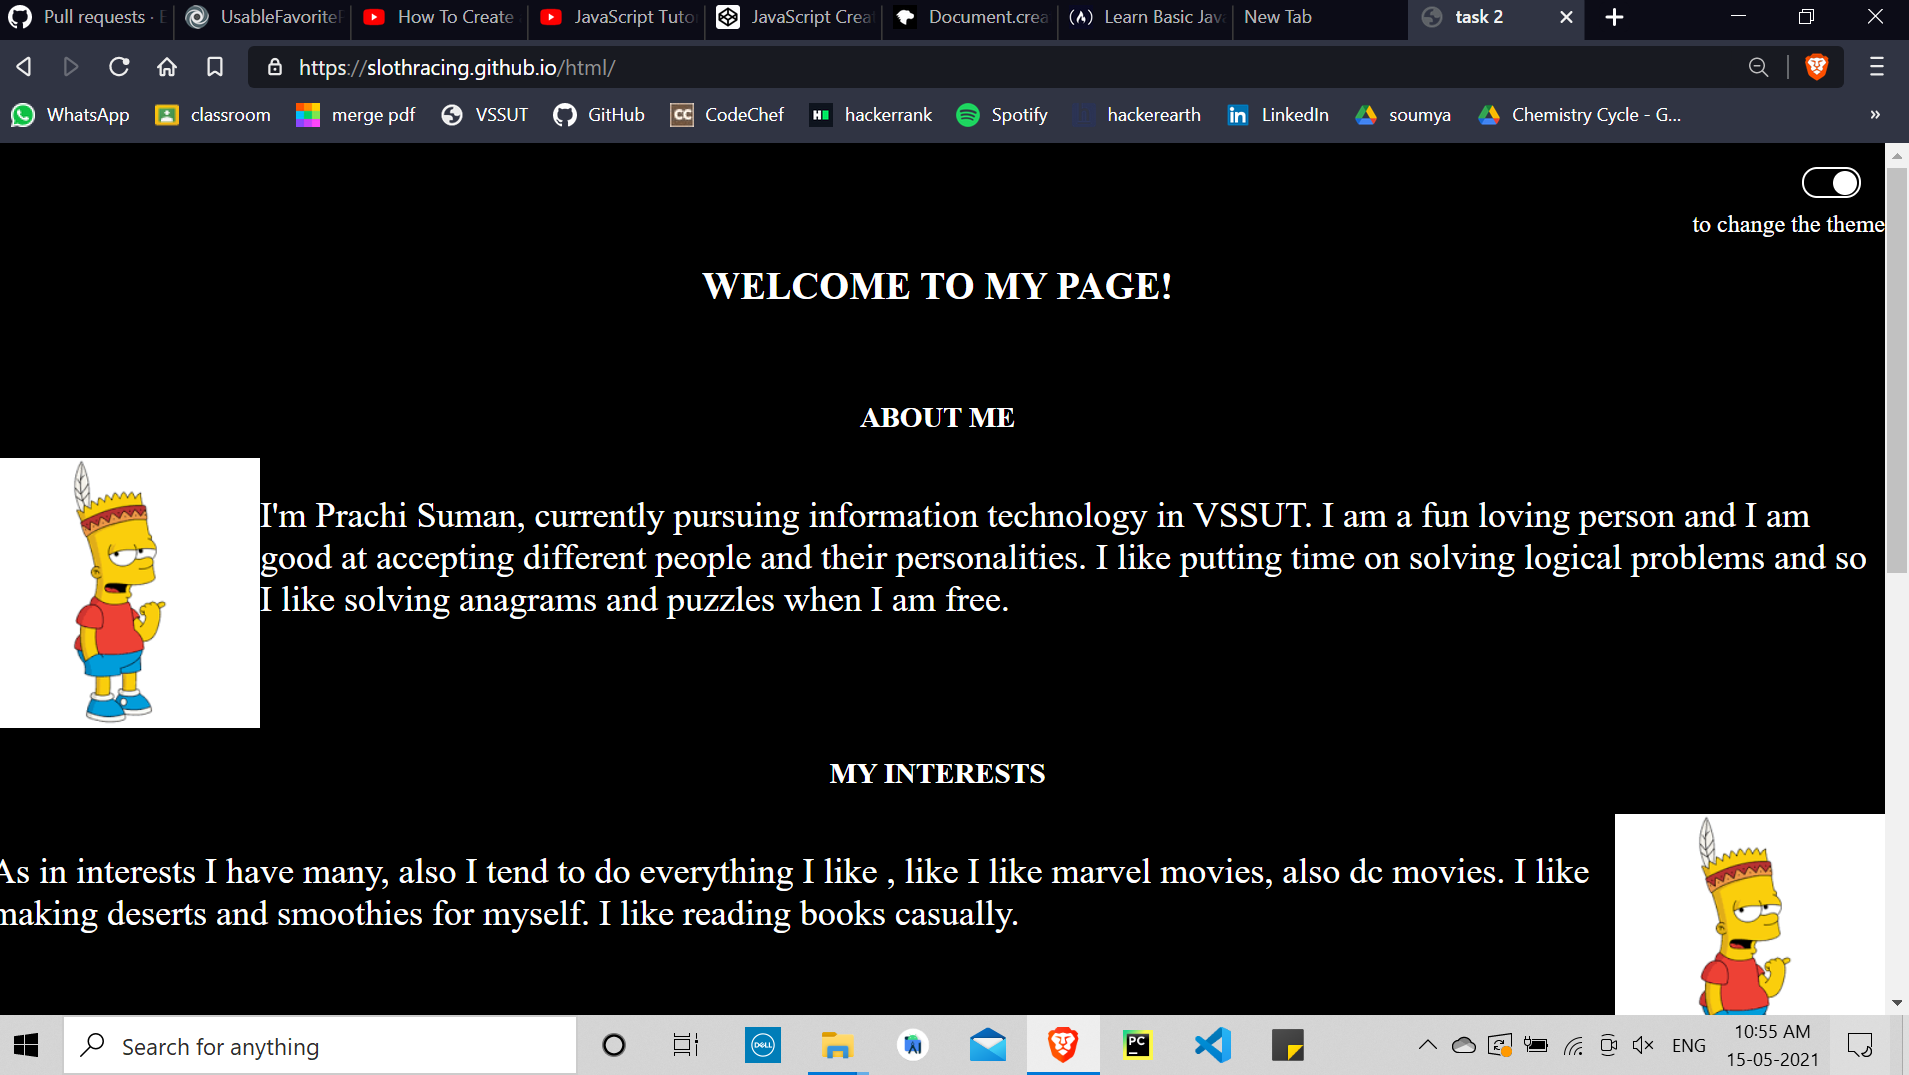 Pull requests ·
UsableFavorite
How To Create
JavaScript Tuto
JavaScript Crea
Document.crea
Learn Basic Jav
New Tab
task 2
https://slothracing.github.io/html/
WhatsApp
classroom
merge pdf
VSSUT
GitHub
CC
CodeChef
H
hackerrank
Spotify
hackerearth
in
LinkedIn
soumya
Chemistry Cycle - G...
»
to change the theme
WELCOME TO MY PAGE!
ABOUT ME
I'm Prachi Suman, currently pursuing information technology in VSSUT. I am a fun loving person and I am
good at accepting different people and their personalities. I like putting time on solving logical problems and so
I like solving anagrams and puzzles when I am free.
MY INTERESTS
As in interests I have many, also I tend to do everything I like , like I like marvel movies, also dc movies. I like
making deserts and smoothies for myself. I like reading books casually.
Search for anything
DELL
PC
ENG
10:55 AM
15-05-2021